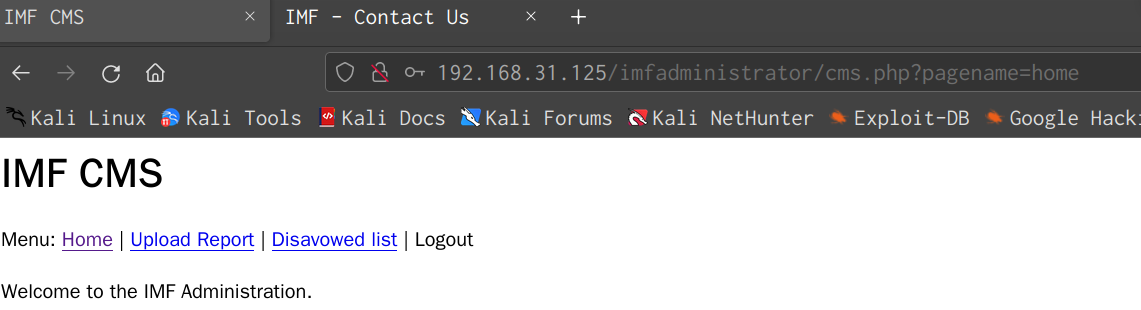 IMF CMS
IMF - Contact Us
192.168.31.125/imfadministrator/cms.php?pagename=home
Kali Linux Kali Tools Kali Docs Kali Forums Kali NetHunter Exploit-DB Google Hack
IMF CMS
Menu: Home | Upload Report | Disavowed list | Logout
Welcome to the IMF Administration.